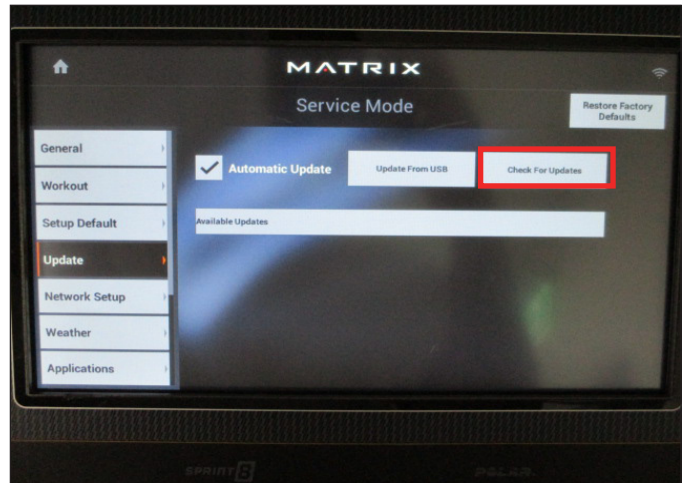 MATRIX
Service Mode
Restore Factory
Defaults
General
Workout
Setup Default
Update
Network Setup
Weather
Applications
Automatic Update
Update From USB
Check For Updates
Available Updates
SPRINT 8
POLAR